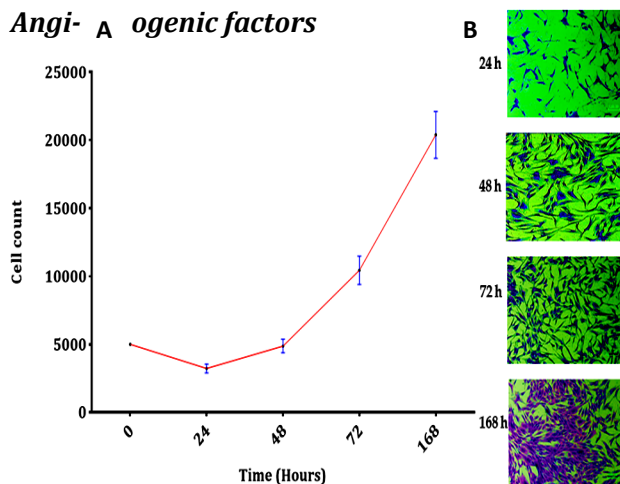 Angi- A ogenic factors
B
25000
20000
15000
10000
5000
0
Cell count
0
24
48
72
168
Time (Hours)
24 h
48 h
72 h
168 h